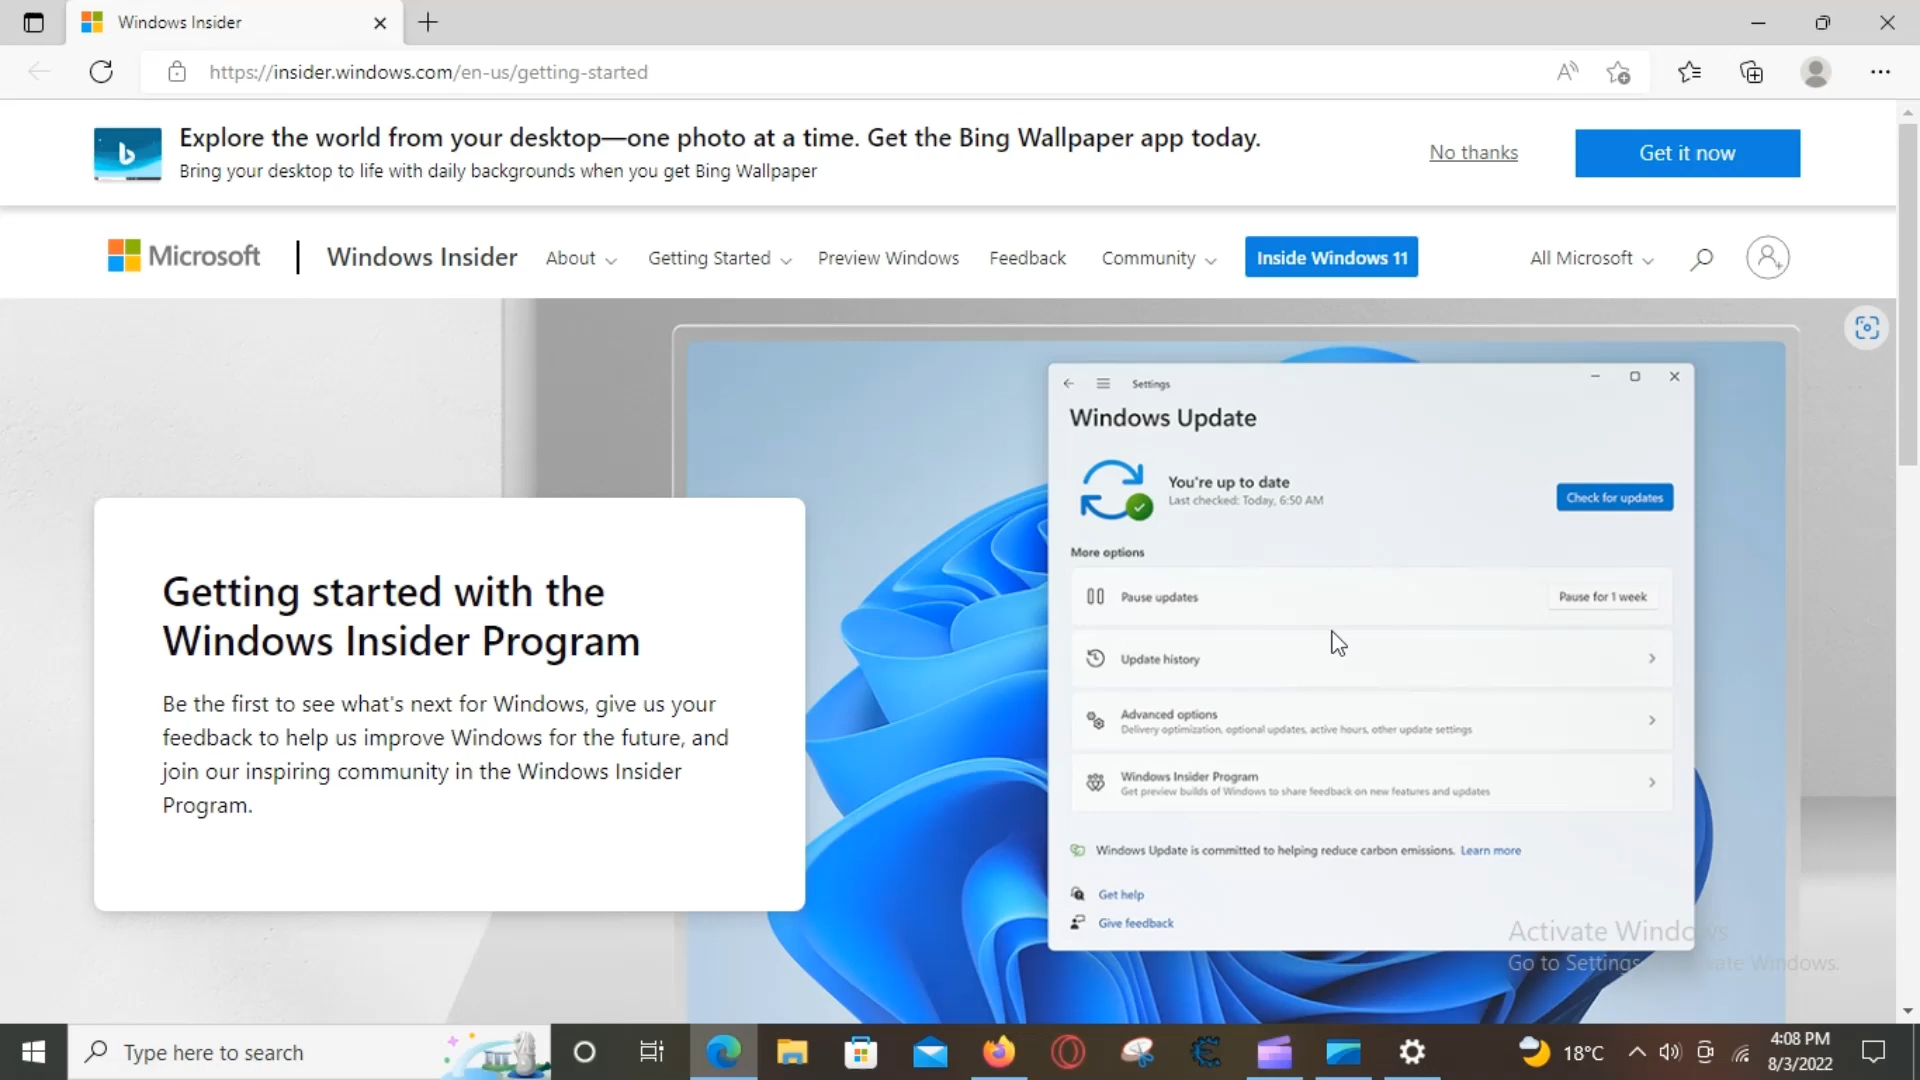 Windows Insider
https://insider.windows.com/en-us/getting-started
Explore the world from your desktop—one photo at a time. Get the Bing Wallpaper app today.
Bring your desktop to life with daily backgrounds when you get Bing Wallpaper
No thanks
Get it now
Microsoft
Windows Insider
About
Getting Started
Preview Windows
Feedback
Community
Inside Windows 11
All Microsoft
Settings
Windows Update
You're up to date
Last checked: Today, 6:50 AM
Check for updates
More options
Pause updates
Pause for 1 week
Update history
Advanced options
Delivery optimization, optional updates, active hours, other update settings
Windows Insider Program
Get preview builds of Windows to share feedback on new features and updates
Windows Update is committed to helping reduce carbon emissions. Learn more
Get help
Give feedback
Getting started with the
Windows Insider Program
Be the first to see what's next for Windows, give us your
feedback to help us improve Windows for the future, and
join our inspiring community in the Windows Insider
Program.
Activate Windows
Go to Settings Windows.
Type here to search
18°C
4:08 PM
8/3/2022